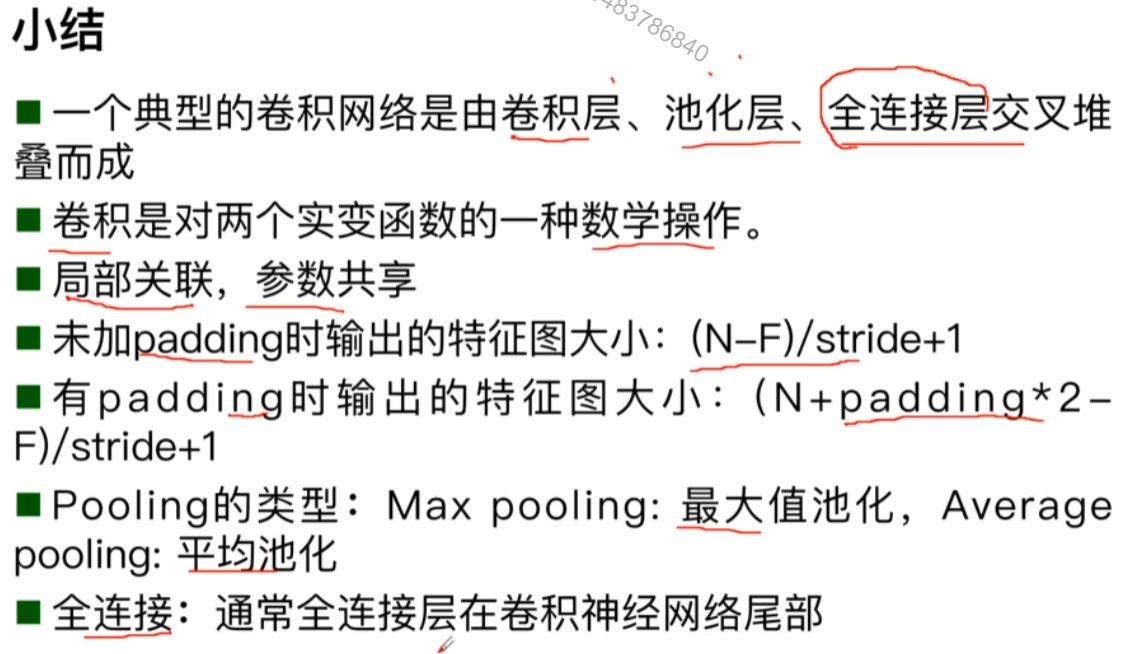 483786840
小结
■ 一个典型的卷积网络是由卷积层、池化层、全连接层交叉堆
叠而成
■ 卷积是对两个实变函数的一种数学操作。
■ 局部关联，参数共享
■ 未加padding时输出的特征图大小：(N-F)/stride+1
■ 有padding时输出的特征图大小：(N+padding*2-
F)/stride+1
■ Pooling的类型：Max pooling: 最大值池化，Average
pooling: 平均池化
■ 全连接：通常全连接层在卷积神经网络尾部